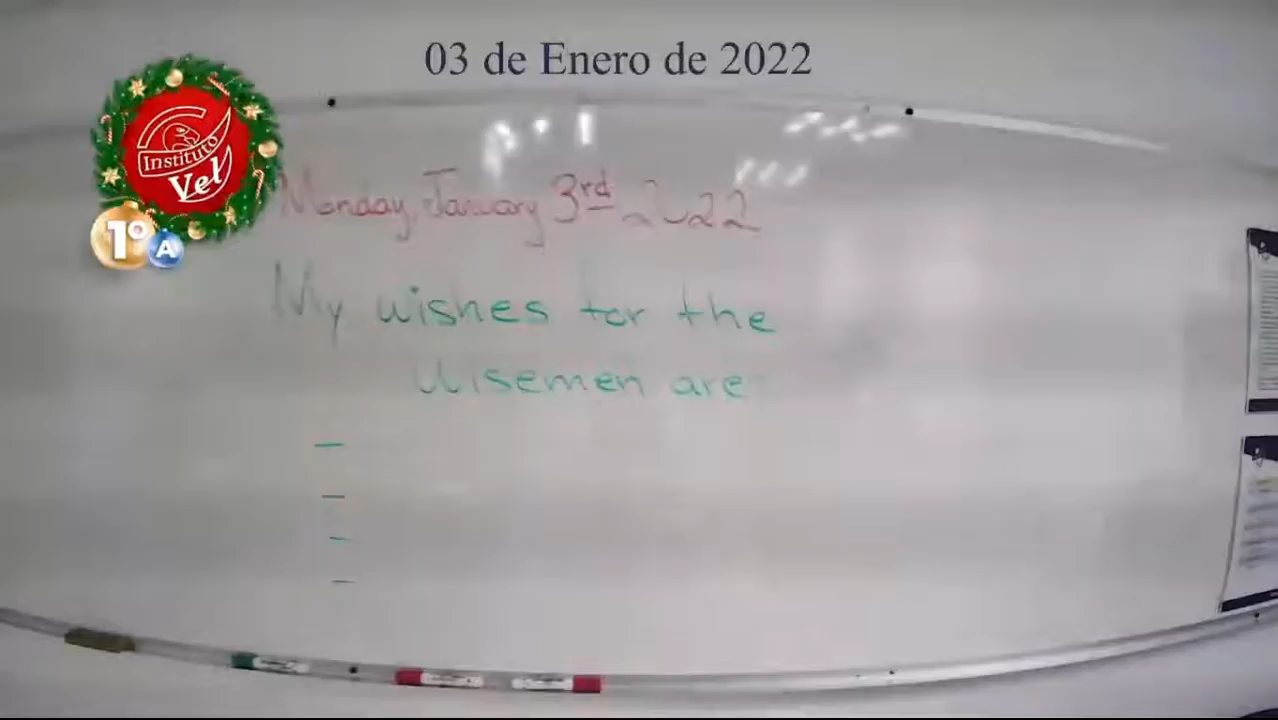 03 de Enero de 2022
Instituto
Vel
1° A
Monday, January 3rd 2022
My wishes for the
Wisemen are